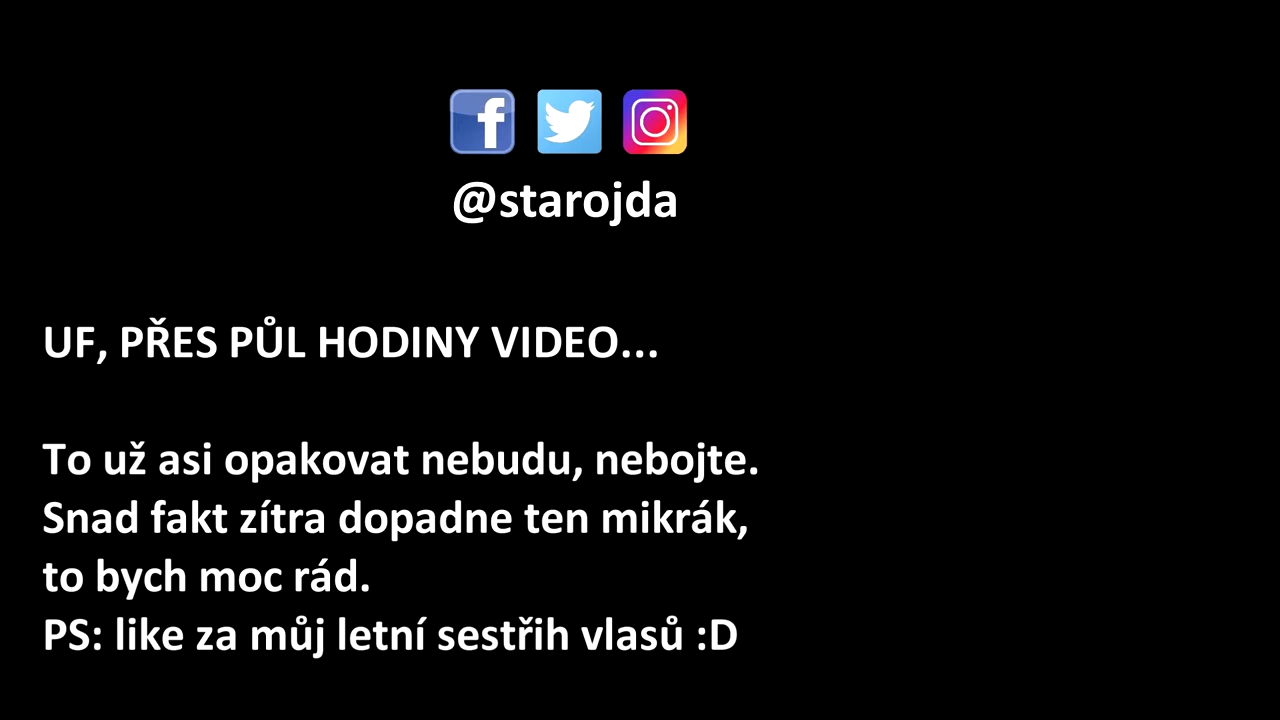 @starojda
UF, PŘES PŮL HODINY VIDEO...
To už asi opakovat nebudu, nebojte.
Snad fakt zítra dopadne ten mikrák,
to bych moc rád.
PS: like za můj letní sestřih vlasů :D